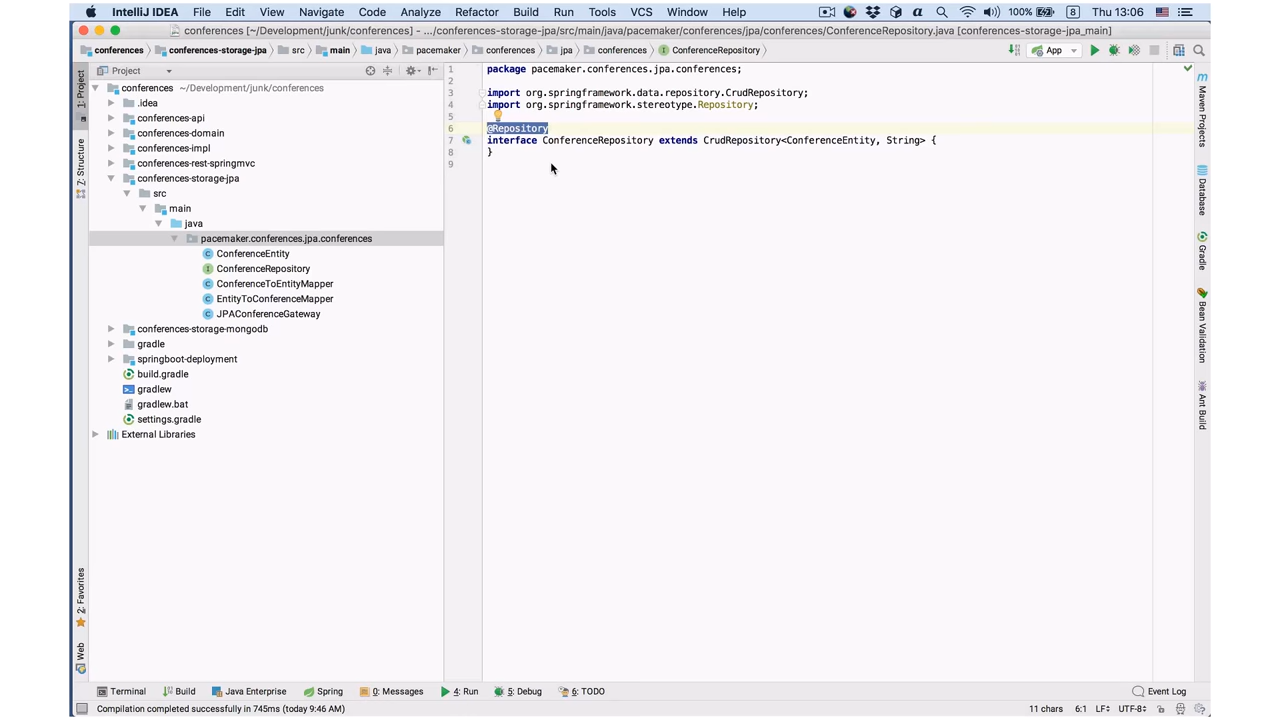 IntelliJ IDEA File Edit View Navigate Code Analyze Refactor Build Run Tools VCS Window Help 100% 8 Thu 13:06
conferences [~/Development/junk/conferences] - .../conferences-storage-jpa/src/main/java/pacemaker/conferences/jpa/conferences/ConferenceRepository.java [conferences-storage-jpa_main]
conferences conferences-storage-jpa src main java pacemaker conferences jpa conferences ConferenceRepository App
Project
conferences ~/Development/junk/conferences
.idea
conferences-api
conferences-domain
conferences-impl
conferences-rest-springmvc
conferences-storage-jpa
src
main
java
pacemaker.conferences.jpa.conferences
ConferenceEntity
ConferenceRepository
ConferenceToEntityMapper
EntityToConferenceMapper
JPAConferenceGateway
conferences-storage-mongodb
gradle
springboot-deployment
build.gradle
gradlew
gradlew.bat
settings.gradle
External Libraries
1: Project
7: Structure
2: Favorites
Web
1 package pacemaker.conferences.jpa.conferences;
2
3 import org.springframework.data.repository.CrudRepository;
4 import org.springframework.stereotype.Repository;
5
6 @Repository
7 interface ConferenceRepository extends CrudRepository<ConferenceEntity, String> {
8 }
9
Maven Projects
Database
Gradle
Bean Validation
Ant Build
Terminal Build Java Enterprise Spring 0: Messages 4: Run 5: Debug 6: TODO Event Log
Compilation completed successfully in 745ms (today 9:46 AM) 11 chars 6:1 LF÷ UTF-8÷